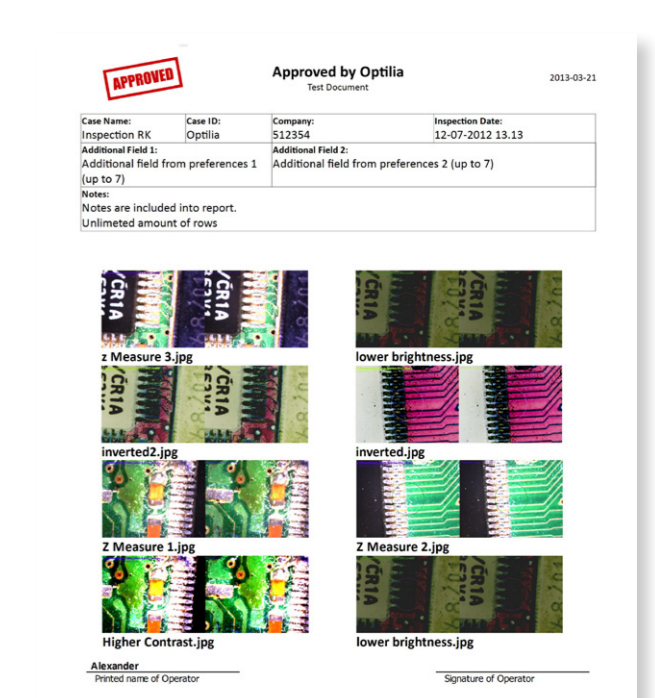 APPROVED
Approved by Optilia
Test Document
2013-03-21
Case Name:
Inspection RK
Case ID:
Optilia
Company:
512354
Inspection Date:
12-07-2012 13.13
Additional Field 1:
Additional field from preferences 1
(up to 7)
Additional Field 2:
Additional field from preferences 2 (up to 7)
Notes:
Notes are included into report.
Unlimeted amount of rows
z Measure 3.jpg
lower brightness.jpg
inverted2.jpg
inverted.jpg
Z Measure 1.jpg
Z Measure 2.jpg
Higher Contrast.jpg
lower brightness.jpg
Alexander
Printed name of Operator
Signature of Operator